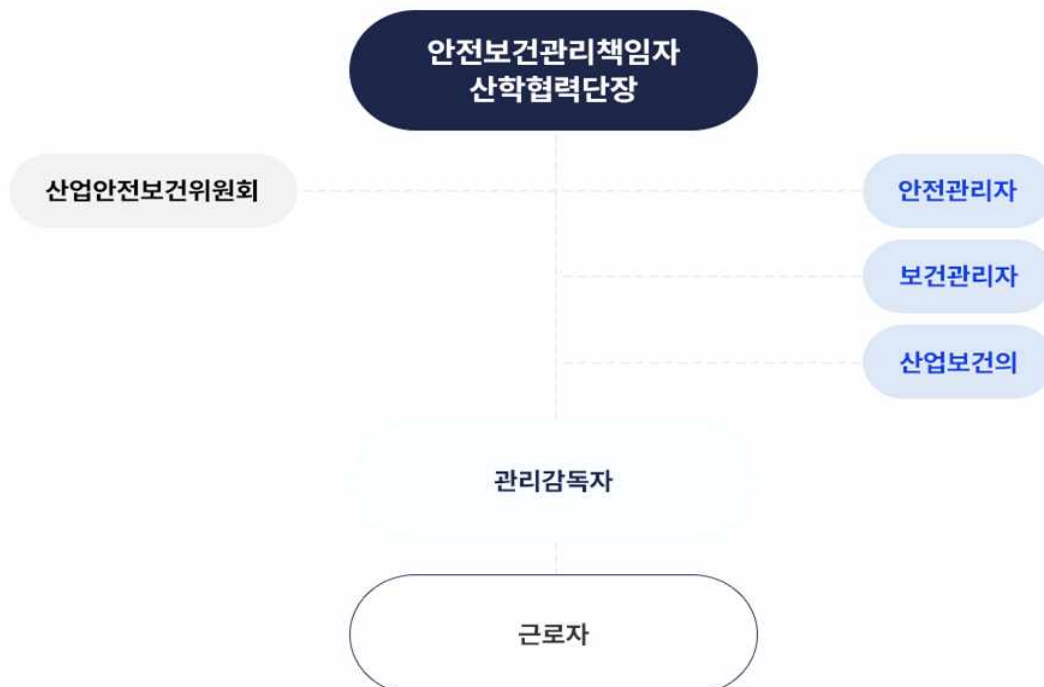 안전보건관리책임자
산학협력단장
산업안전보건위원회
안전관리자
보건관리자
산업보건의
관리감독자
근로자